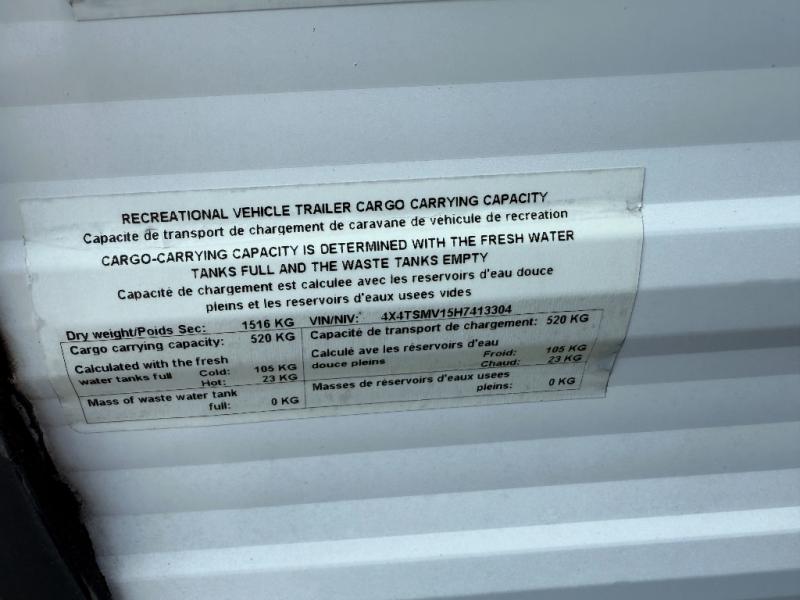 RECREATIONAL VEHICLE TRAILER CARGO CARRYING CAPACITY
Capacite de transport de chargement de caravane de véhicule de recreation
CARGO-CARRYING CAPACITY IS DETERMINED WITH THE FRESH WATER
TANKS FULL AND THE WASTE TANKS EMPTY
Capacité de chargement est calculee avec les reservoirs d'eau douce
pleins et les reservoirs d'eaux usees vides
Dry weight/Poids Sec: 1516 KG VIN/NIV: 4X4TSMV15H7413304
Cargo carrying capacity: 520 KG
Calculated with the fresh
water tanks full Cold: 105 KG
Hot: 23 KG
Mass of waste water tank
full: 0 KG
Capacité de transport de chargement: 520 KG
Calculé ave les réservoirs d'eau
douce pleins Froid: 105 KG
Chaud: 23 KG
Masses de réservoirs d'eaux usees
pleins: 0 KG